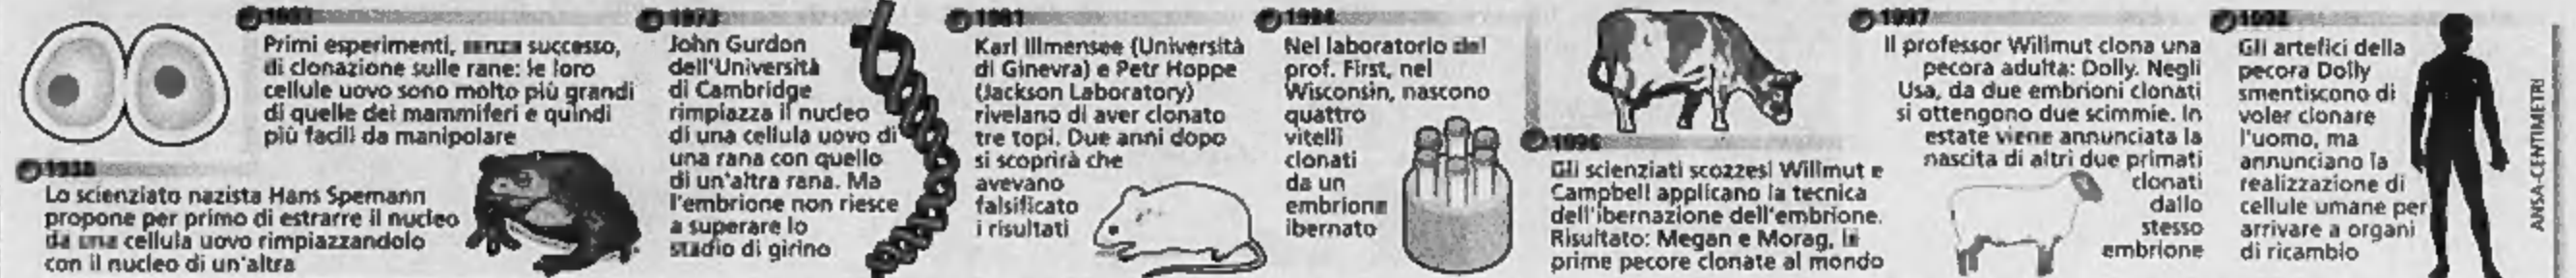 1938
Lo scienziato nazista Hans Spemann
propone per primo di estrarre il nucleo
da una cellula uovo rimpiazzandolo
con il nucleo di un'altra
Primi esperimenti, senza successo,
di clonazione sulle rane: le loro
cellule uovo sono molto più grandi
di quelle dei mammiferi e quindi
più facili da manipolare
John Gurdon
dell'Università
di Cambridge
rimpiazza il nucleo
di una cellula uovo di
una rana con quello
di un'altra rana. Ma
l'embrione non riesce
a superare lo
stadio di girino
1981
Karl Illmensee (Università
di Ginevra) e Petr Hoppe
(Jackson Laboratory)
rivelano di aver clonato
tre topi. Due anni dopo
si scoprirà che
avevano
falsificato
i risultati
1994
Nel laboratorio del
prof. First, nel
Wisconsin, nascono
quattro
vitelli
clonati
da un
embrione
ibernato
1996
Gli scienziati scozzesi Willmut e
Campbell applicano la tecnica
dell'ibernazione dell'embrione.
Risultato: Megan e Morag, le
prime pecore clonate al mondo
1997
Il professor Willmut clona una
pecora adulta: Dolly. Negli
Usa, da due embrioni clonati
si ottengono due scimmie. In
estate viene annunciata la
nascita di altri due primati
clonati
dallo
stesso
embrione
1998
Gli artefici della
pecora Dolly
smentiscono di
voler clonare
l'uomo, ma
annunciano la
realizzazione di
cellule umane per
arrivare a organi
di ricambio
ANSA-CENTIMETRI